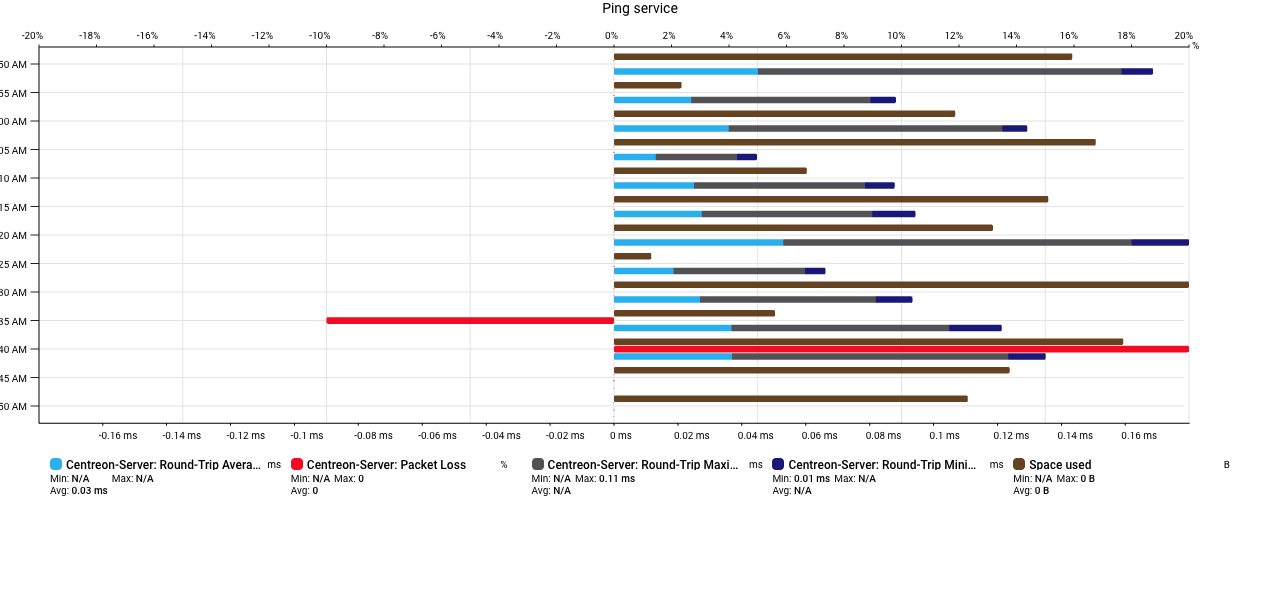 Ping service
-20% -18% -16% -14% -12% -10% -8% -6% -4% -2% 0% 2% 4% 6% 8% 10% 12% 14% 16% 18% 20%
%
50 AM
55 AM
00 AM
05 AM
10 AM
15 AM
20 AM
25 AM
30 AM
35 AM
40 AM
45 AM
50 AM
-0.16 ms -0.14 ms -0.12 ms -0.1 ms -0.08 ms -0.06 ms -0.04 ms -0.02 ms 0 ms 0.02 ms 0.04 ms 0.06 ms 0.08 ms 0.1 ms 0.12 ms 0.14 ms 0.16 ms
Centreon-Server: Round-Trip Avera... ms Centreon-Server: Packet Loss % Centreon-Server: Round-Trip Maxi... ms Centreon-Server: Round-Trip Mini... ms Space used B
Min: N/A Max: N/A Min: N/A Max: 0 Min: N/A Max: 0.11 ms Min: 0.01 ms Max: N/A Min: N/A Max: 0 B
Avg: 0.03 ms Avg: 0 Avg: N/A Avg: N/A Avg: 0 B